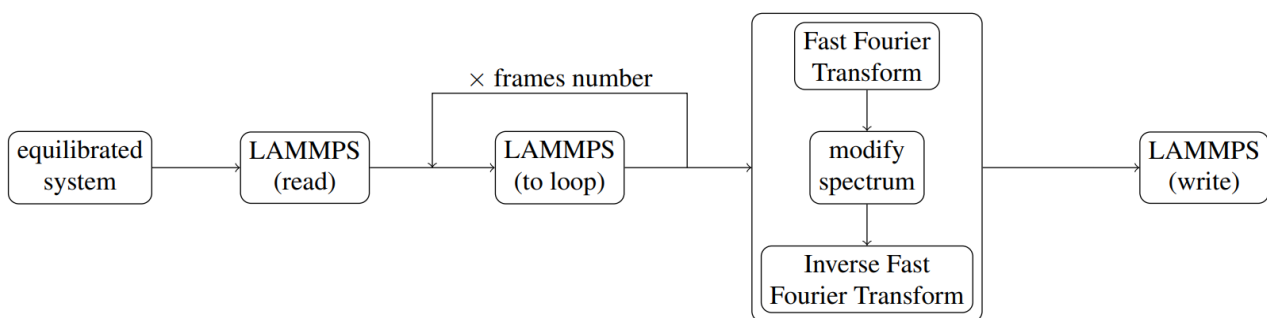 equilibrated
system
LAMMPS
(read)
× frames number
LAMMPS
(to loop)
Fast Fourier
Transform
modify
spectrum
Inverse Fast
Fourier Transform
LAMMPS
(write)